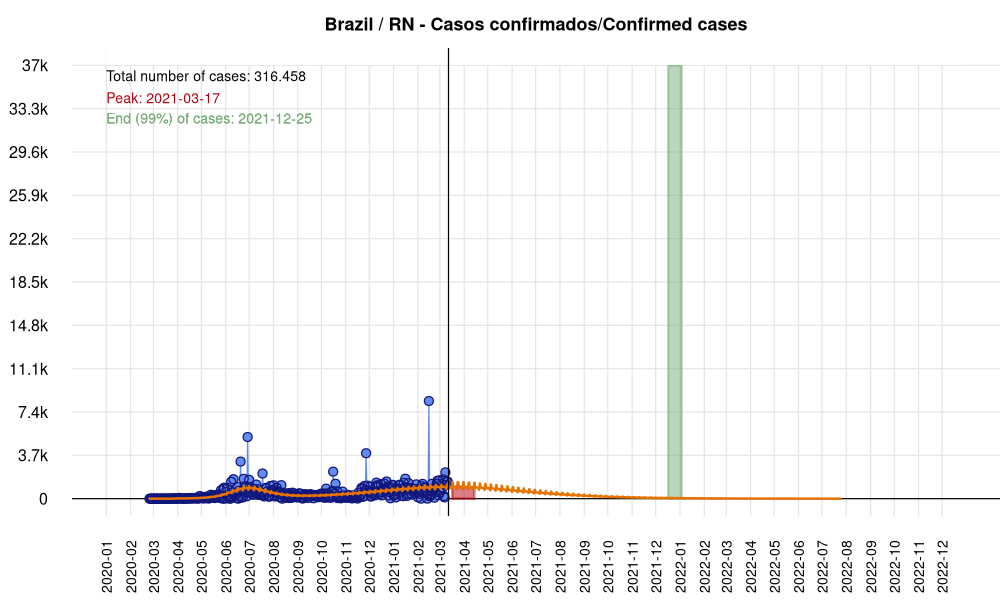 Brazil / RN - Casos confirmados/Confirmed cases
37k
33.3k
29.6k
25.9k
22.2k
18.5k
14.8k
11.1k
7.4k
3.7k
0
Total number of cases: 316.458
Peak: 2021-03-17
End (99%) of cases: 2021-12-25
2020-01
2020-02
2020-03
2020-04
2020-05
2020-06
2020-07
2020-08
2020-09
2020-10
2020-11
2020-12
2021-01
2021-02
2021-03
2021-04
2021-05
2021-06
2021-07
2021-08
2021-09
2021-10
2021-11
2021-12
2022-01
2022-02
2022-03
2022-04
2022-05
2022-06
2022-07
2022-08
2022-09
2022-10
2022-11
2022-12